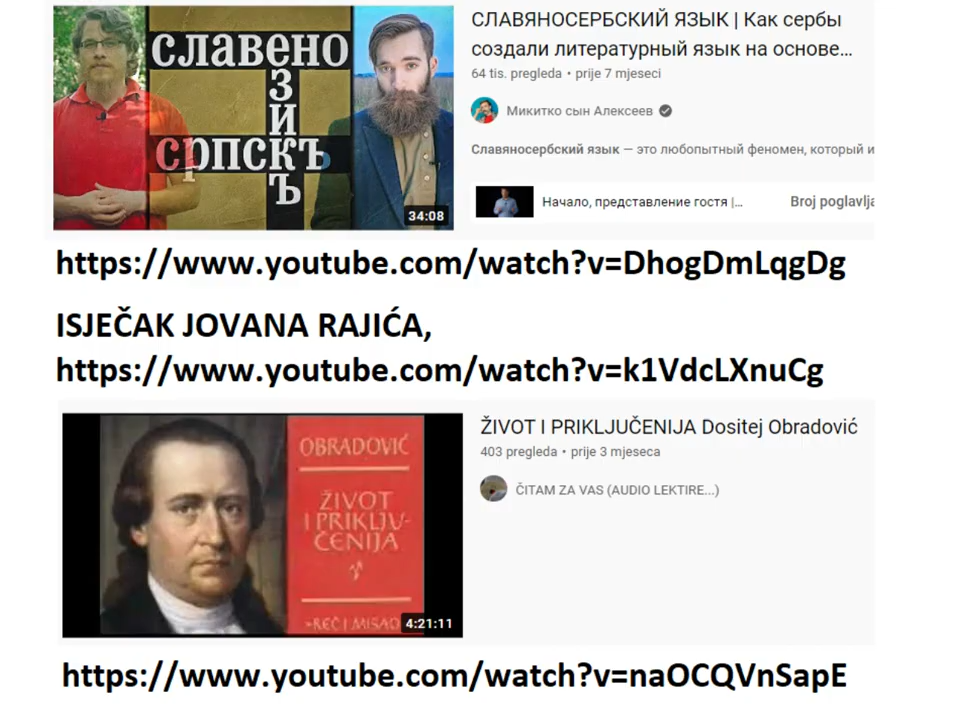 славено
з
и
српскъ
ъ
34:08
СЛАВЯНОСЕРБСКИЙ ЯЗЫК | Как сербы
создали литературный язык на основе...
64 tis. pregleda • prije 7 mjeseci
Микитко сын Алексеев
Славяносербский язык — это любопытный феномен, который и
Начало, представление гостя |...
Broj poglavlja
https://www.youtube.com/watch?v=DhogDmLqgDg
ISJEČAK JOVANA RAJIĆA,
https://www.youtube.com/watch?v=k1VdcLXnuCg
OBRADOVIĆ
ŽIVOT
I PRIKLJU-
ČENIJA
»REČ I MISAO
4:21:11
ŽIVOT I PRIKLJUČENIJA Dositej Obradović
403 pregleda • prije 3 mjeseca
ČITAM ZA VAS (AUDIO LEKTIRE...)
https://www.youtube.com/watch?v=naOCQVnSapE